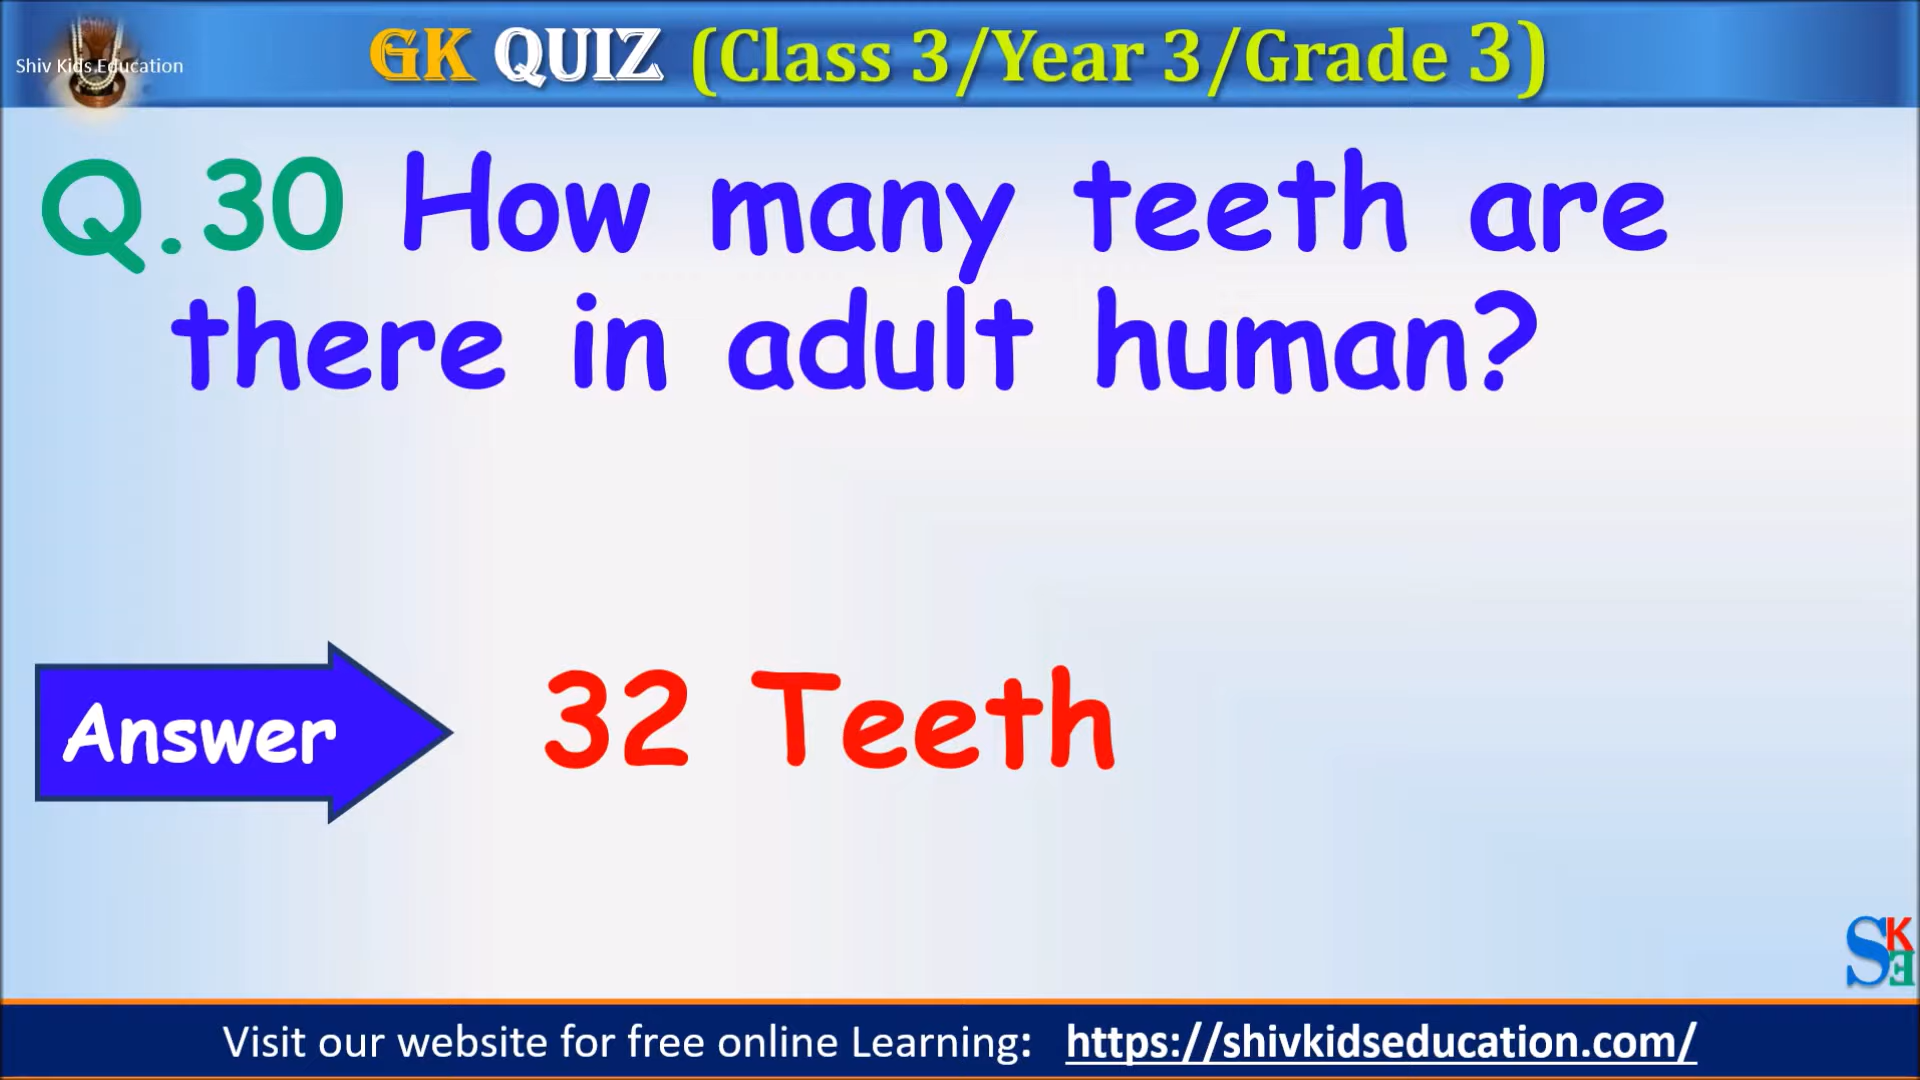 Shiv Kids Education
GK QUIZ (Class 3/Year 3/Grade 3)
Q.30 How many teeth are
there in adult human?
Answer
32 Teeth
SKE
Visit our website for free online Learning: https://shivkidseducation.com/